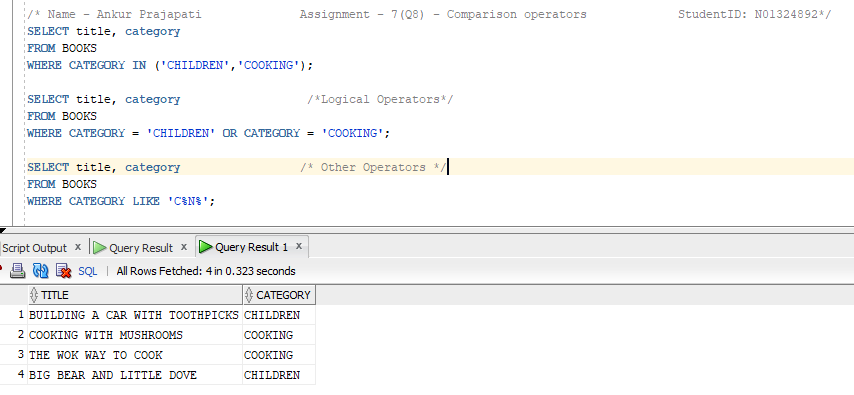 /* Name - Ankur Prajapati Assignment - 7(Q8) - Comparison operators StudentID: N01324892*/
SELECT title, category
FROM BOOKS
WHERE CATEGORY IN ('CHILDREN','COOKING');
SELECT title, category /*Logical Operators*/
FROM BOOKS
WHERE CATEGORY = 'CHILDREN' OR CATEGORY = 'COOKING';
SELECT title, category /* Other Operators */
FROM BOOKS
WHERE CATEGORY LIKE 'C%N%';
Script Output x Query Result x Query Result 1 x
SQL | All Rows Fetched: 4 in 0.323 seconds
TITLE CATEGORY
1 BUILDING A CAR WITH TOOTHPICKS CHILDREN
2 COOKING WITH MUSHROOMS COOKING
3 THE WOK WAY TO COOK COOKING
4 BIG BEAR AND LITTLE DOVE CHILDREN